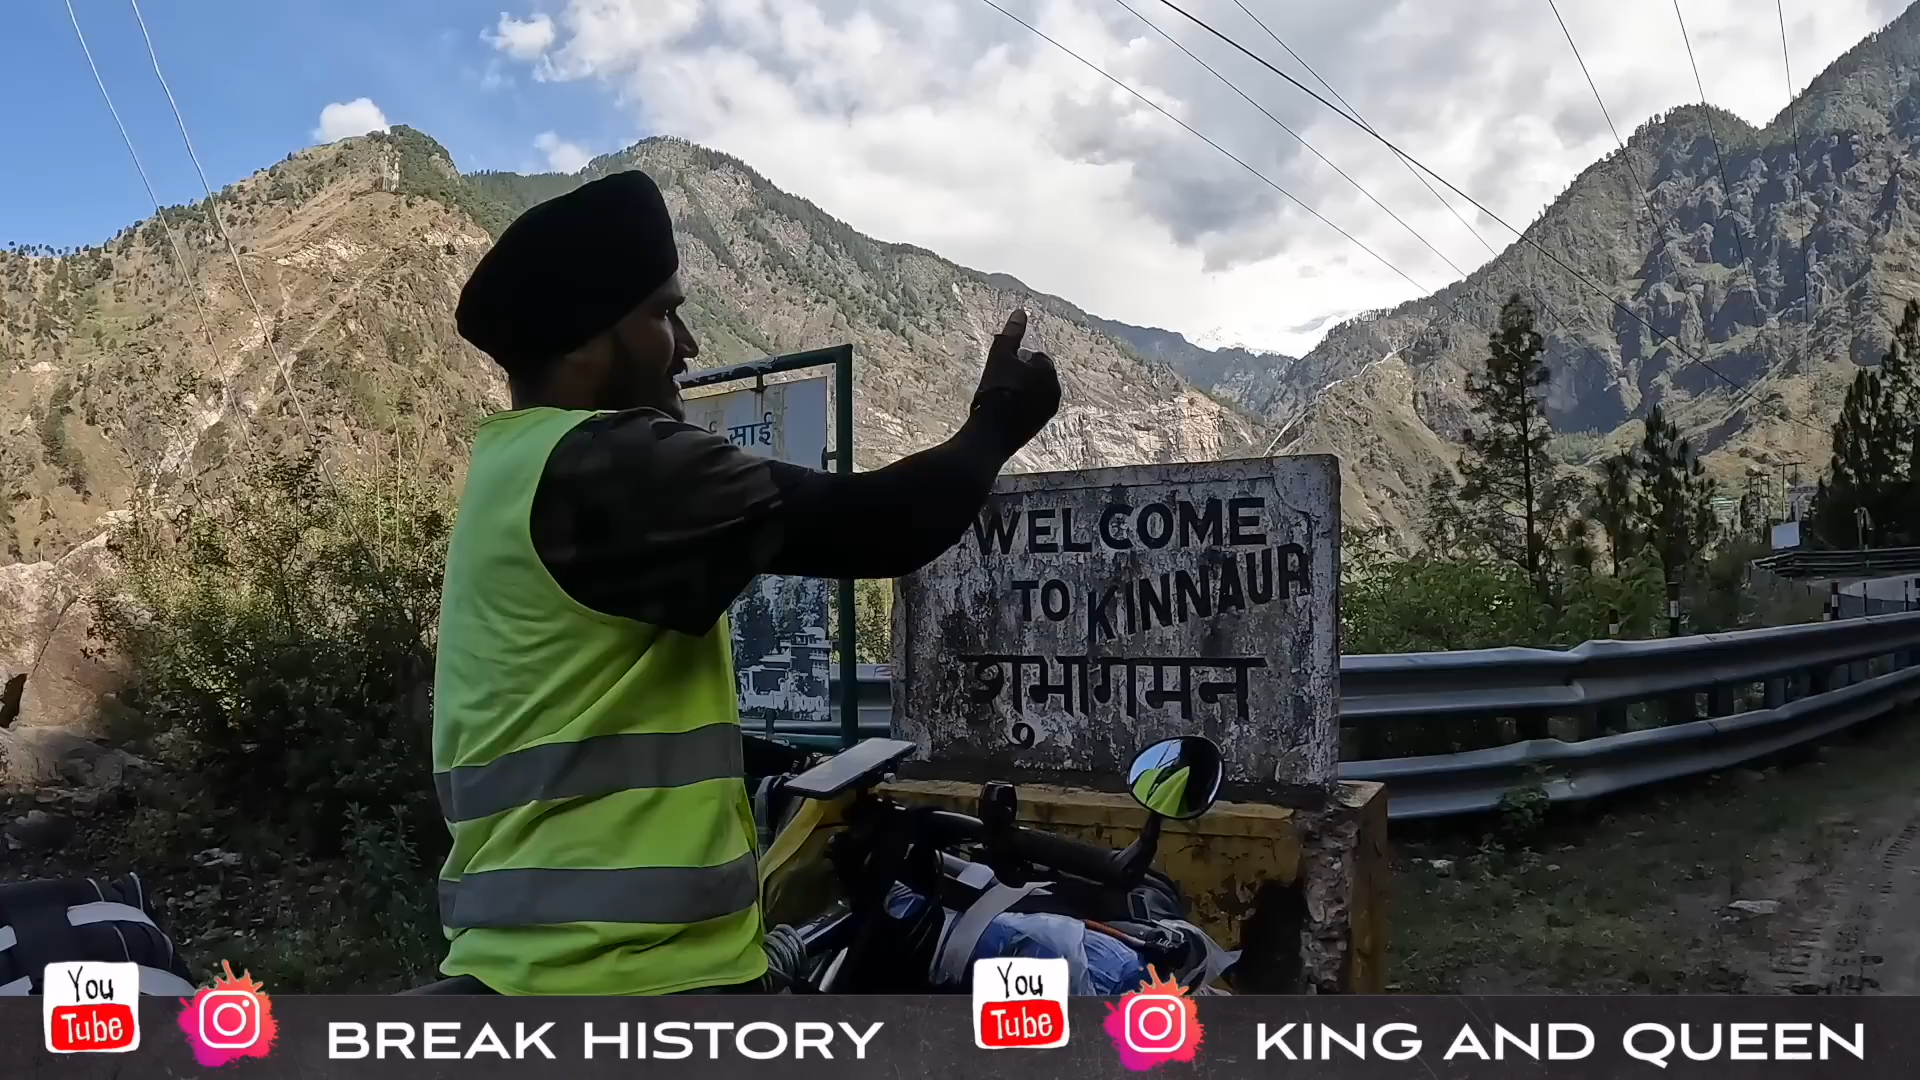 साई
WELCOME
TO KINNAUR
शुभागमन
You
Tube
BREAK HISTORY
You
Tube
KING AND QUEEN